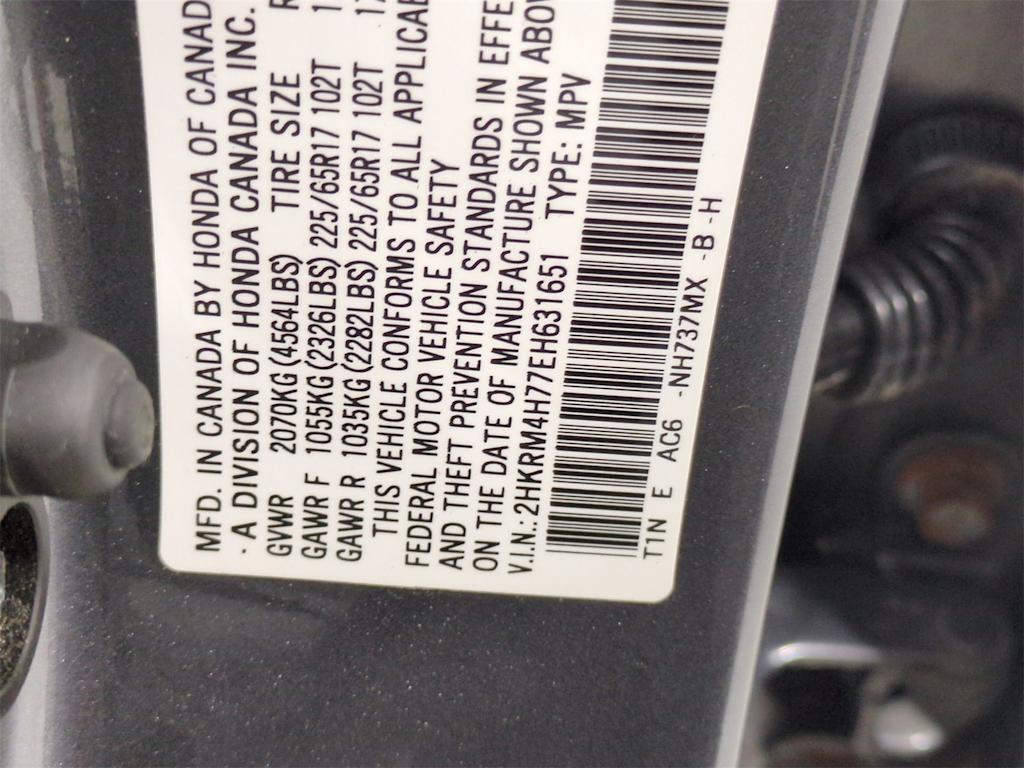 MFD. IN CANADA BY HONDA OF CANAD
· A DIVISION OF HONDA CANADA INC.
GVWR 2070KG(4564LBS) TIRE SIZE R
GAWR F 1055KG(2326LBS) 225/65R17 102T 1
GAWR R 1035KG(2282LBS) 225/65R17 102T 17
THIS VEHICLE CONFORMS TO ALL APPLICAB
FEDERAL MOTOR VEHICLE SAFETY
AND THEFT PREVENTION STANDARDS IN EFFE
ON THE DATE OF MANUFACTURE SHOWN ABOV
V.I.N.:2HKRM4H77EH631651 TYPE: MPV
T1N E AC6 -NH737MX -B -H